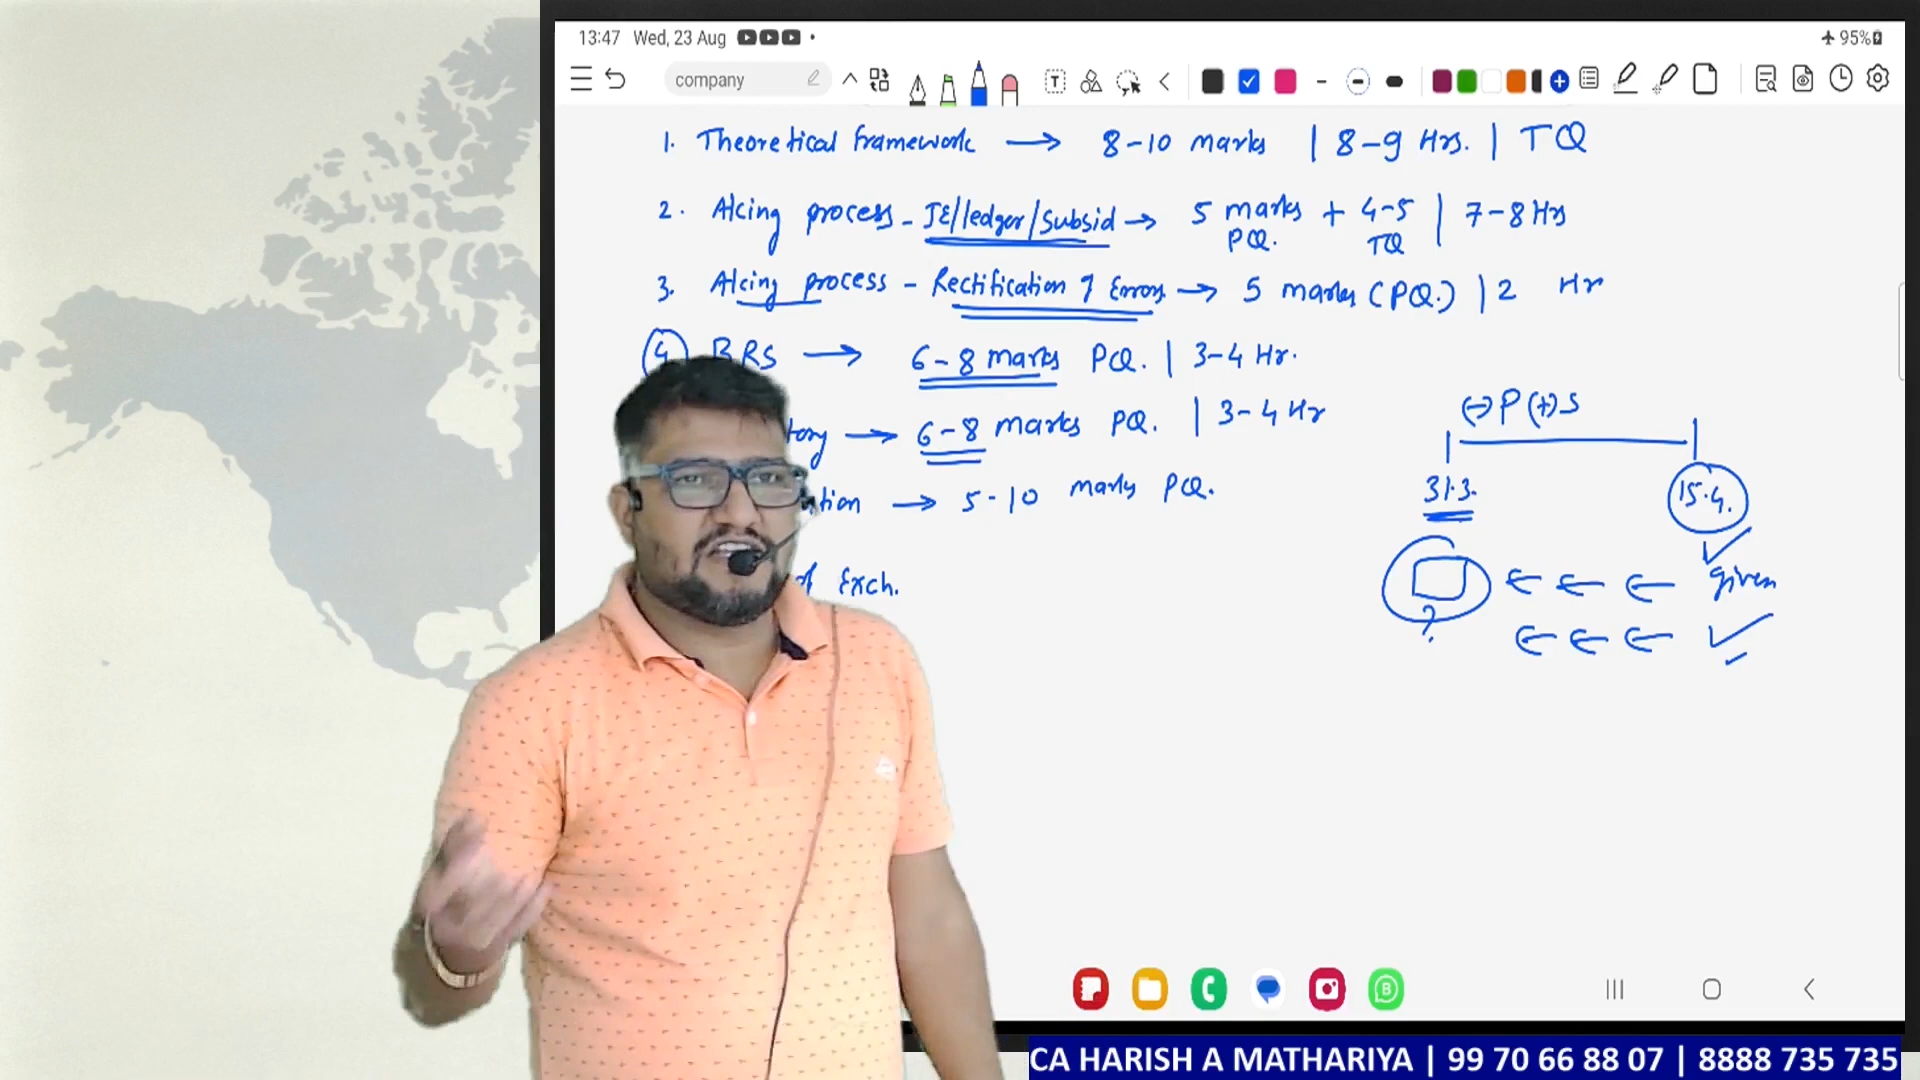 13:47 Wed, 23 Aug
95%
company
1. Theoretical framework → 8-10 marks | 8-9 Hrs. | TQ
2. A/cing process - JE/ledger/Subsid → 5 marks PQ. + 4-5 TQ | 7-8 Hrs
3. A/cing process - Rectification of Errors → 5 marks (PQ.) | 2 Hr
4 BRS → 6-8 marks PQ. | 3-4 Hr.
tory → 6-8 marks PQ. | 3-4 Hr
tion → 5-10 marks PQ.
of Exch.
(-) P (+) S
31.3. 15.4.
← ← ← given
?
← ← ←
CA HARISH A MATHARIYA | 99 70 66 88 07 | 8888 735 735